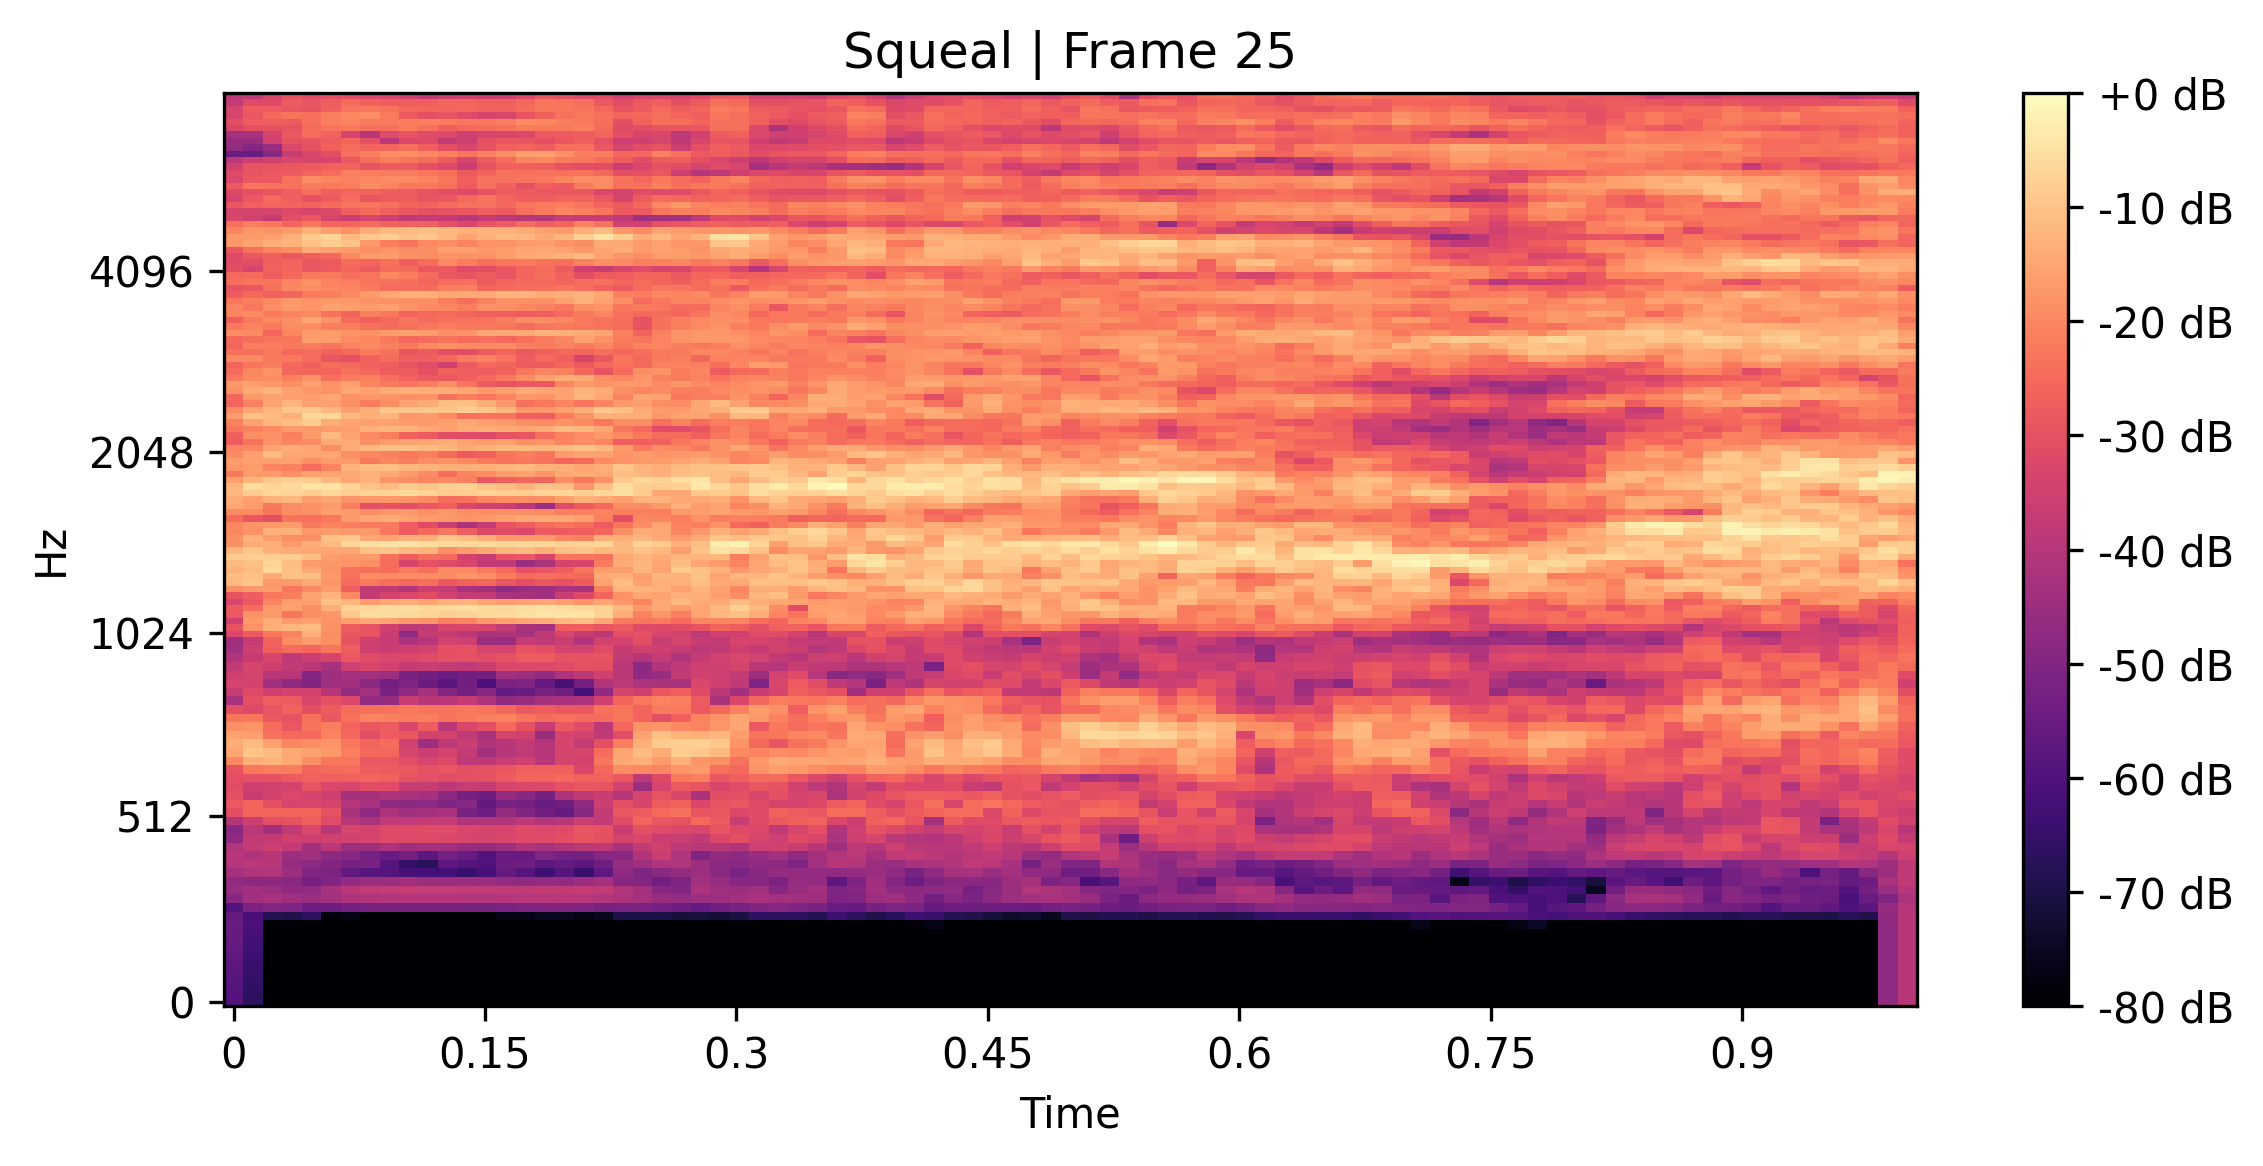 Squeal | Frame 25
Hz
4096
2048
1024
512
0
0 0.15 0.3 0.45 0.6 0.75 0.9
Time
+0 dB
-10 dB
-20 dB
-30 dB
-40 dB
-50 dB
-60 dB
-70 dB
-80 dB